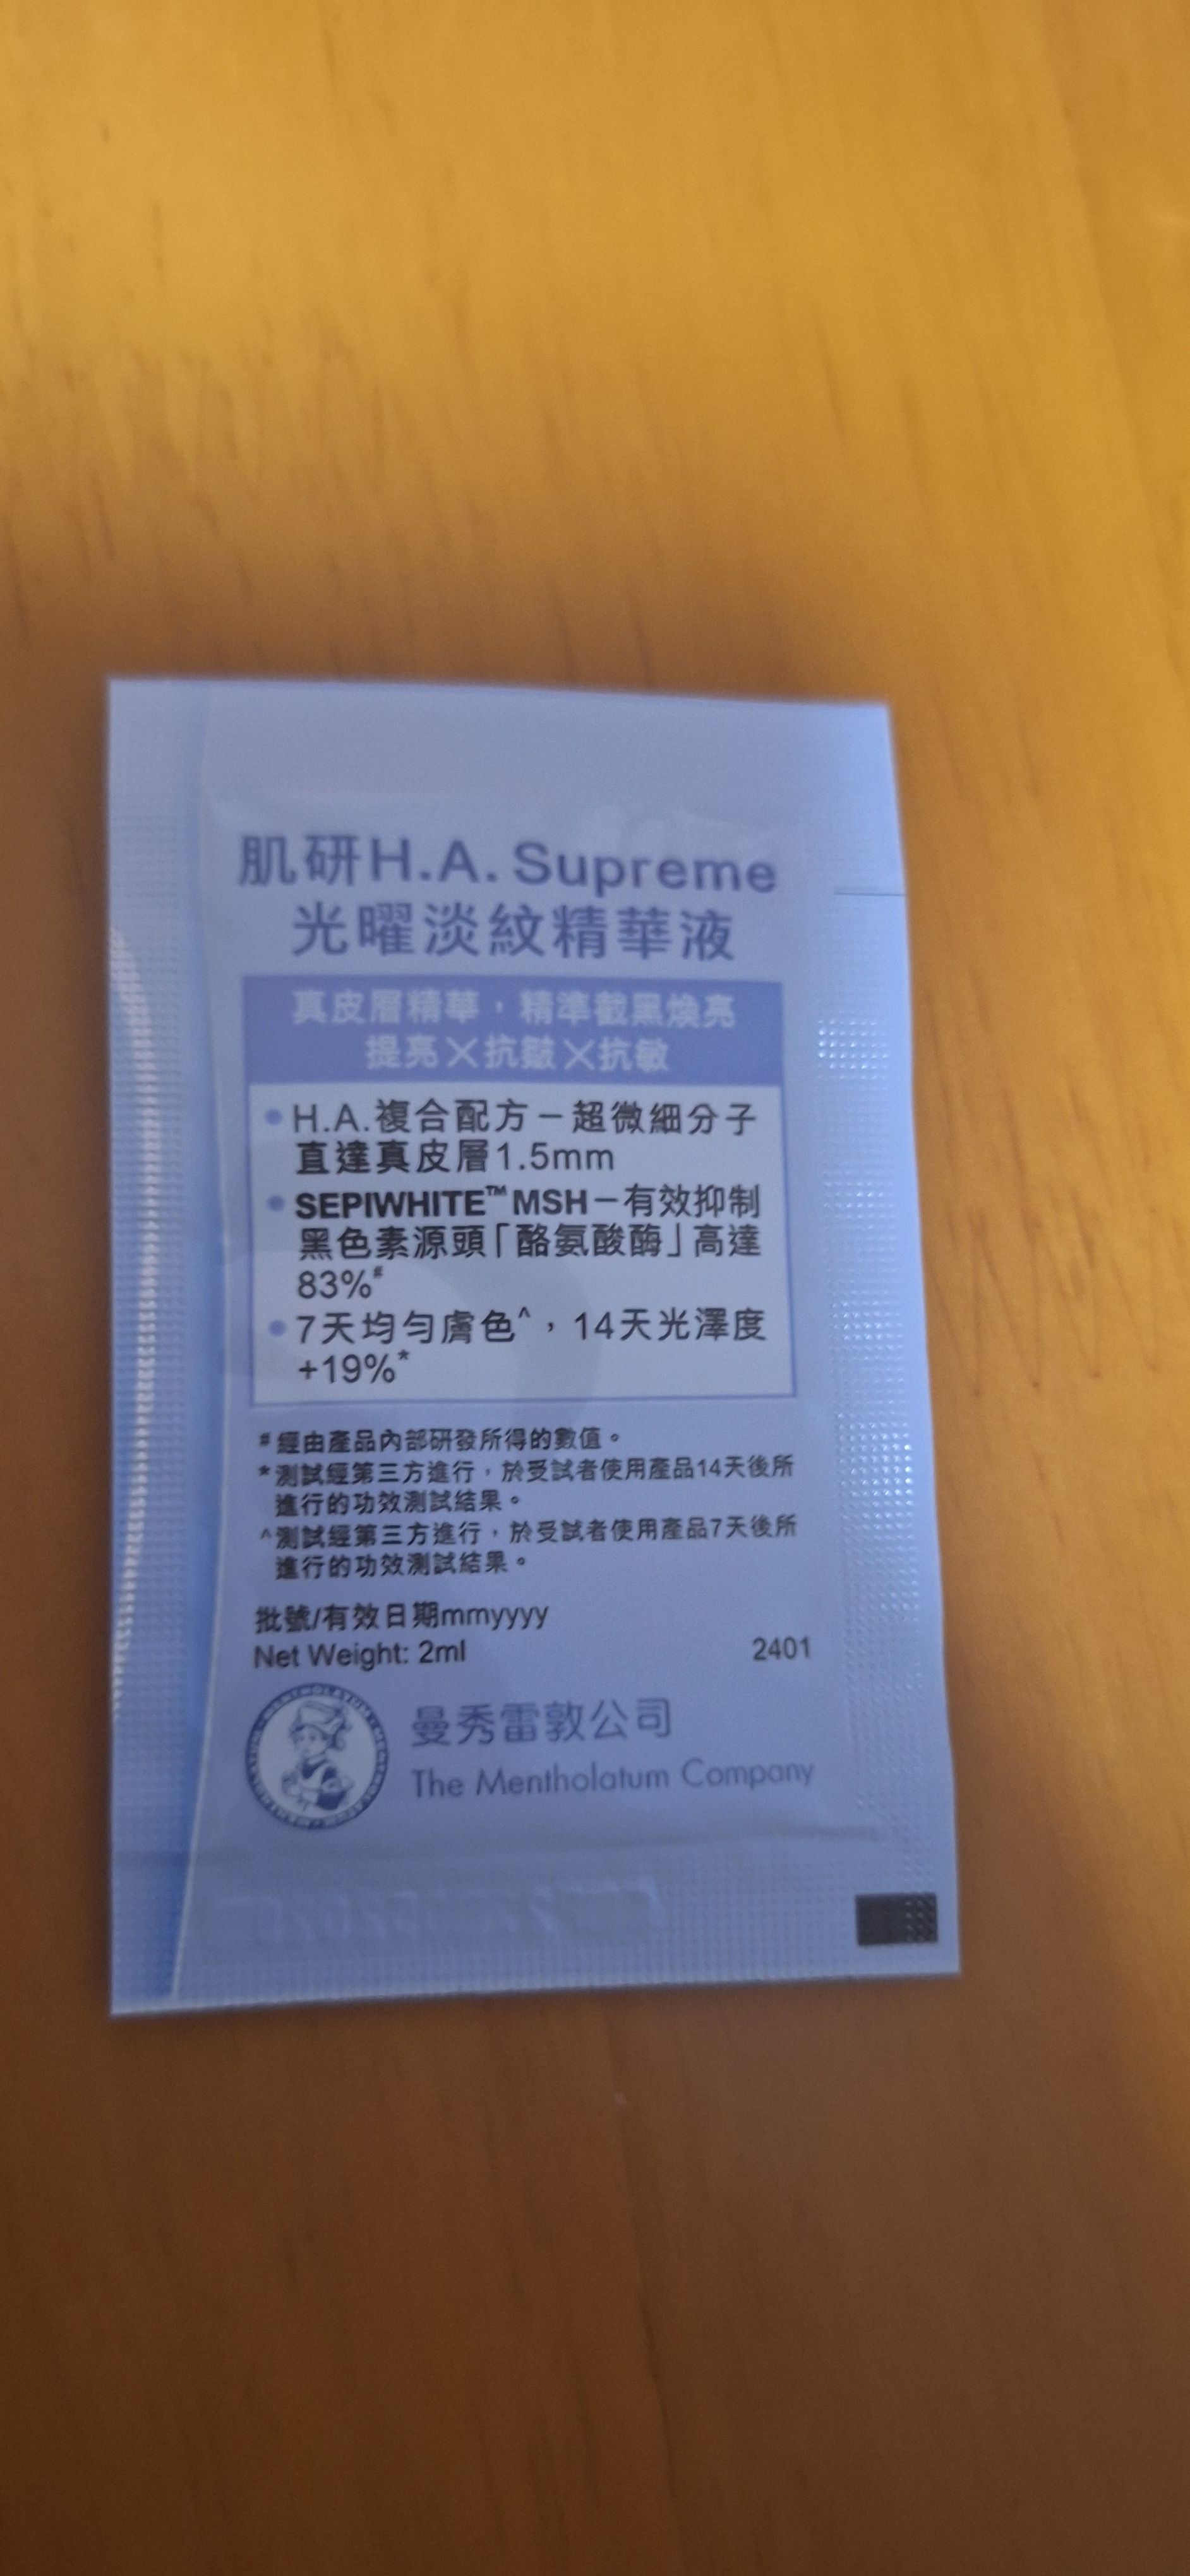 肌研H.A. Supreme
光曜淡紋精華液
真皮層精華，精準截黑煥亮
提亮╳抗皺╳抗敏
• H.A.複合配方－超微細分子
直達真皮層1.5mm
• SEPIWHITE™ MSH－有效抑制
黑色素源頭「酪氨酸酶」高達
83%#
• 7天均勻膚色^，14天光澤度
+19%*
# 經由產品內部研發所得的數值。
* 測試經第三方進行，於受試者使用產品14天後所
進行的功效測試結果。
^ 測試經第三方進行，於受試者使用產品7天後所
進行的功效測試結果。
批號/有效日期mmyyyy
Net Weight: 2ml 2401
曼秀雷敦公司
The Mentholatum Company